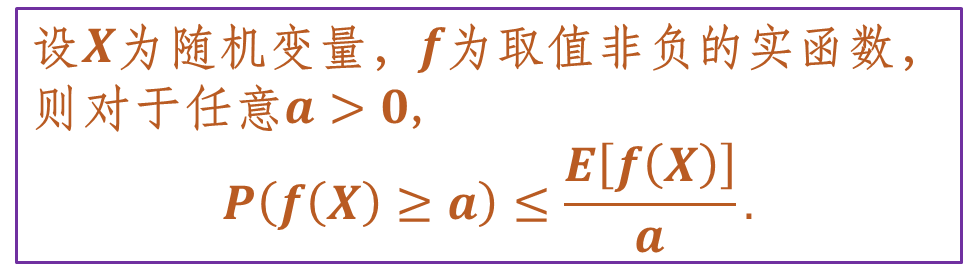 设X为随机变量，f为取值非负的实函数，
则对于任意a > 0,
P(f(X) ≥ a) ≤ E[f(X)]/a.